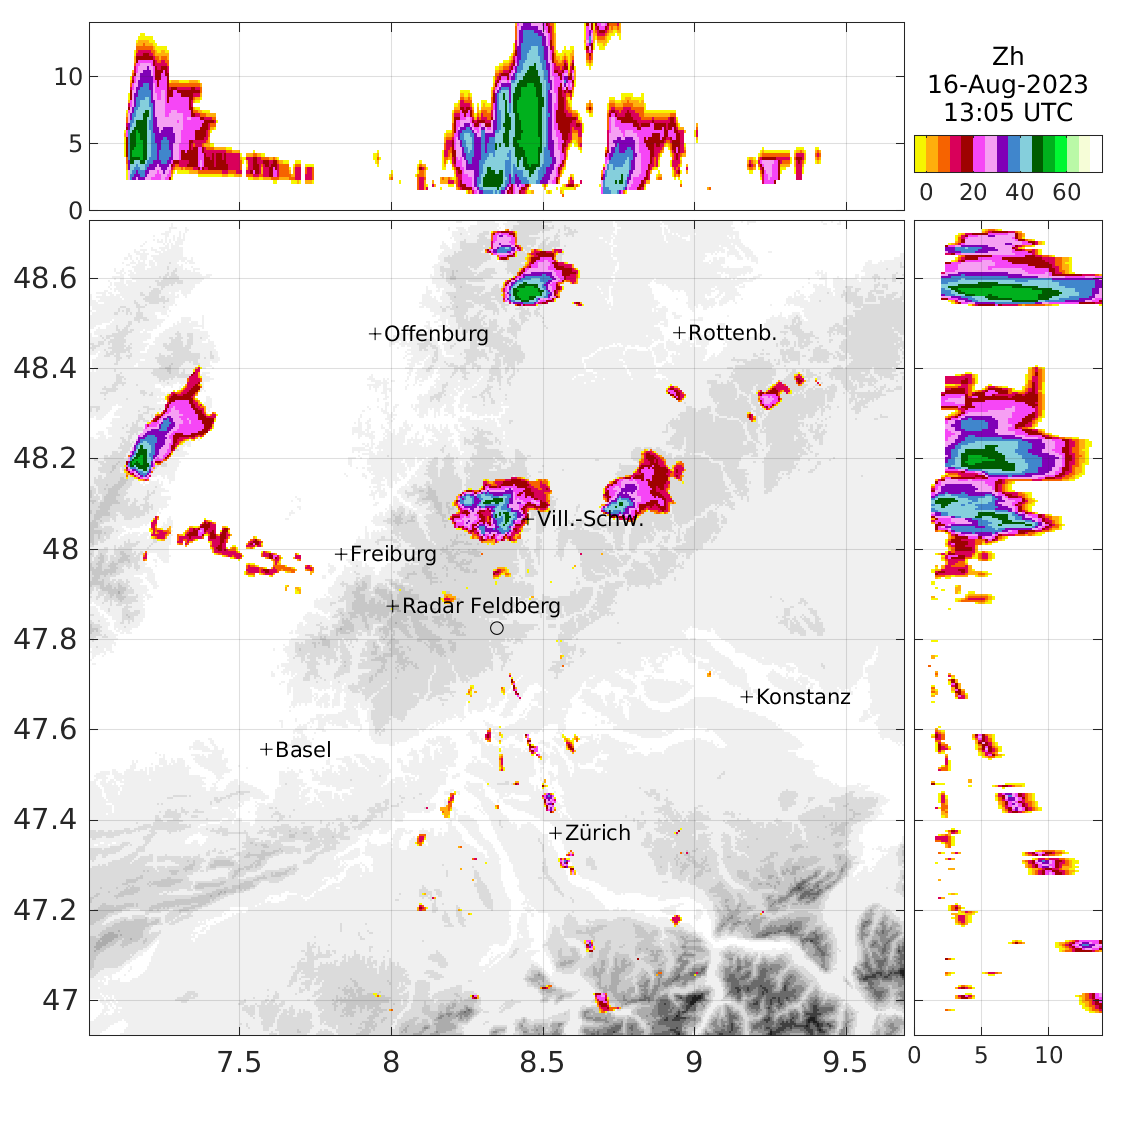 10
5
0
Zh
16-Aug-2023
13:05 UTC
0 20 40 60
48.6
48.4
48.2
48
47.8
47.6
47.4
47.2
47
+Offenburg
+Rottenb.
+Vill.-Schw.
+Freiburg
+Radar Feldberg
+Konstanz
+Basel
+Zürich
7.5 8 8.5 9 9.5
0 5 10